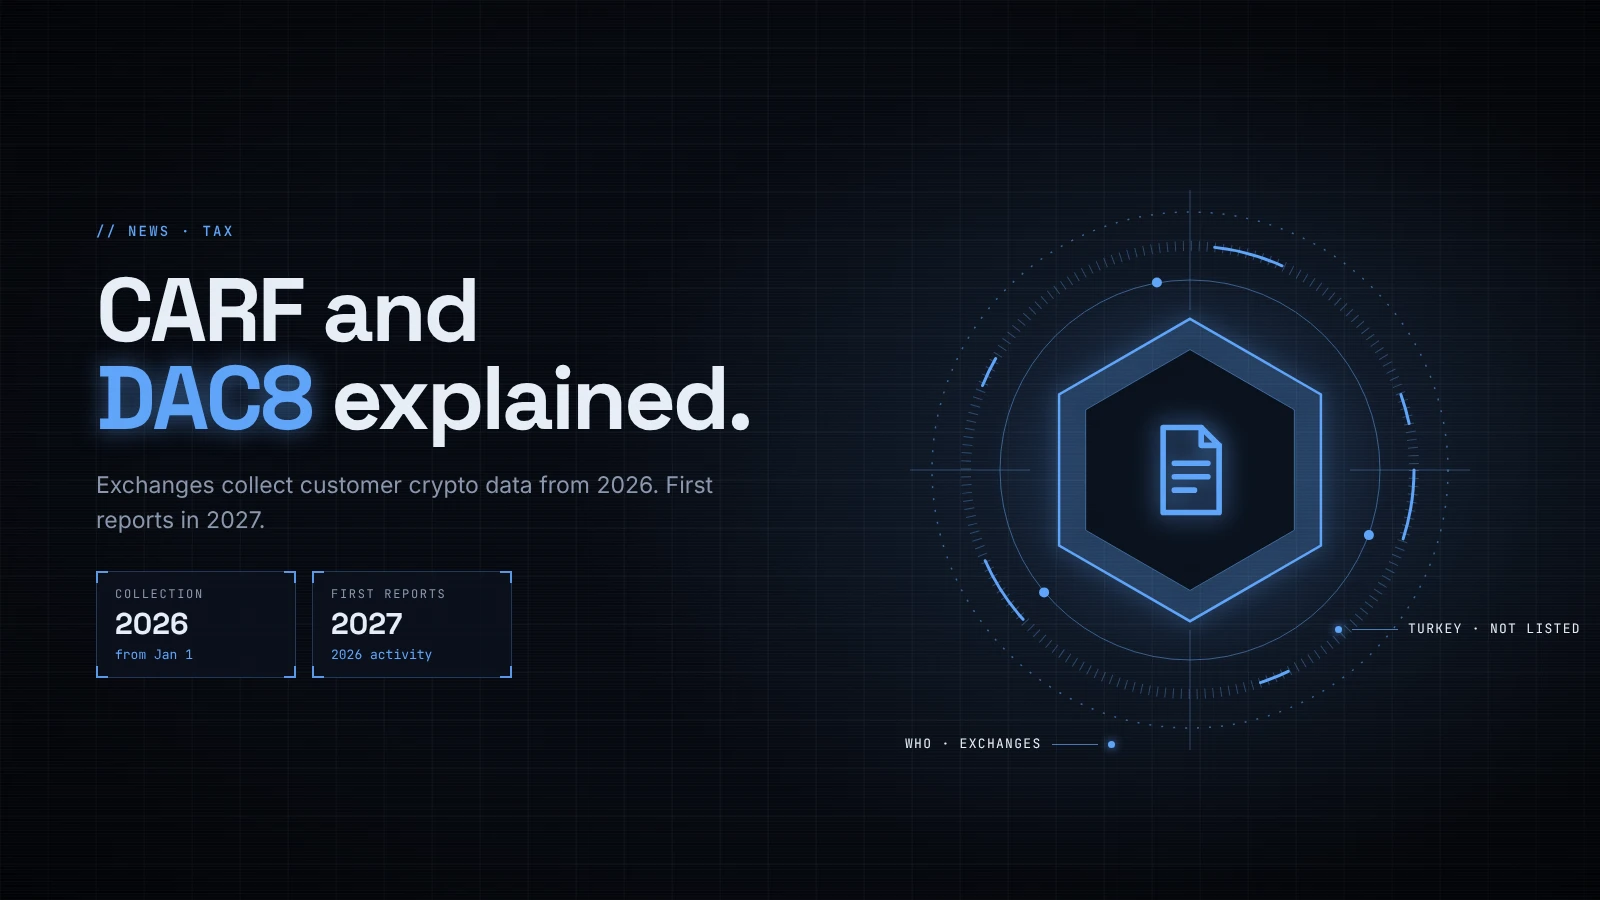 // NEWS · TAX
CARF and
DAC8 explained.
Exchanges collect customer crypto data from 2026. First
reports in 2027.
COLLECTION
2026
from Jan 1
FIRST REPORTS
2027
2026 activity
TURKEY · NOT LISTED
WHO · EXCHANGES